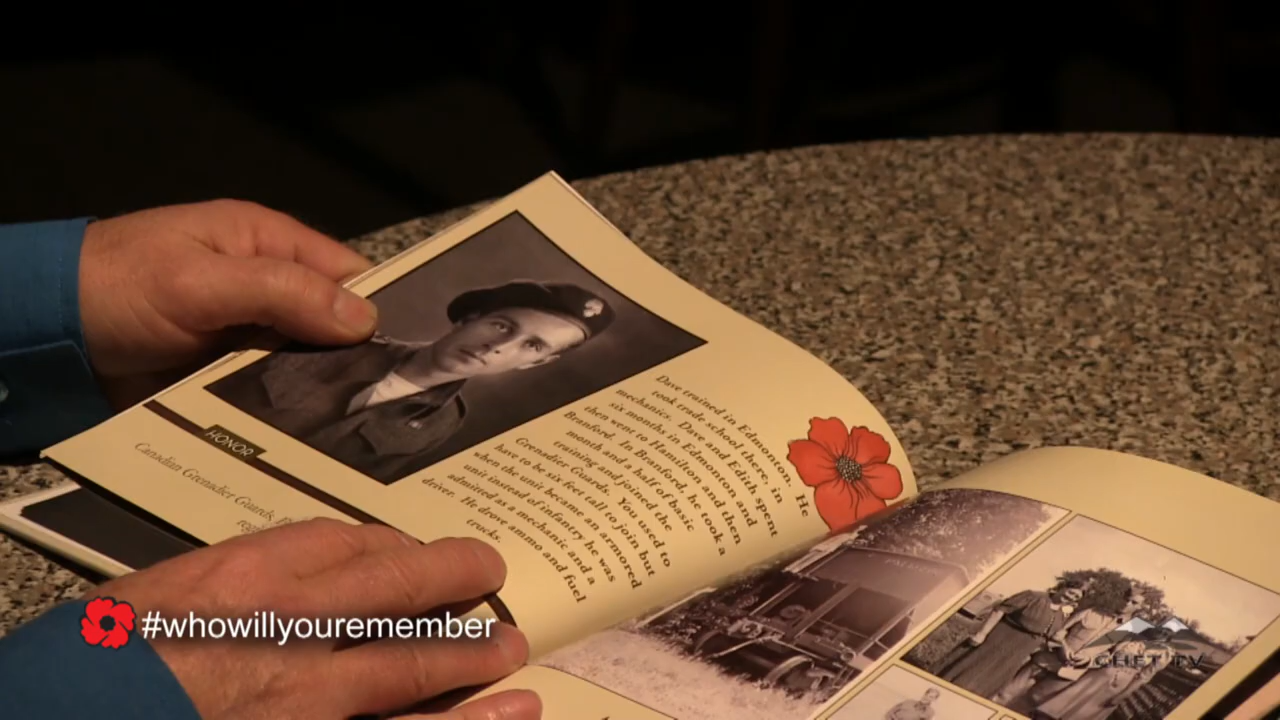 HONOR
Canadian Grenadier Guards,
Dave trained in Edmonton. He
took trade school there, in
mechanics. Dave and Edith spent
six months in Edmonton and
then went to Hamilton and then
Branford. In Branford, he took a
month and a half of basic
training and joined the
Grenadier Guards. You used to
have to be six feet tall to join but
when the unit became an armored
unit instead of infantry he was
admitted as a mechanic and a
driver. He drove ammo and fuel
trucks.
#whowillyouremember
CHET TV